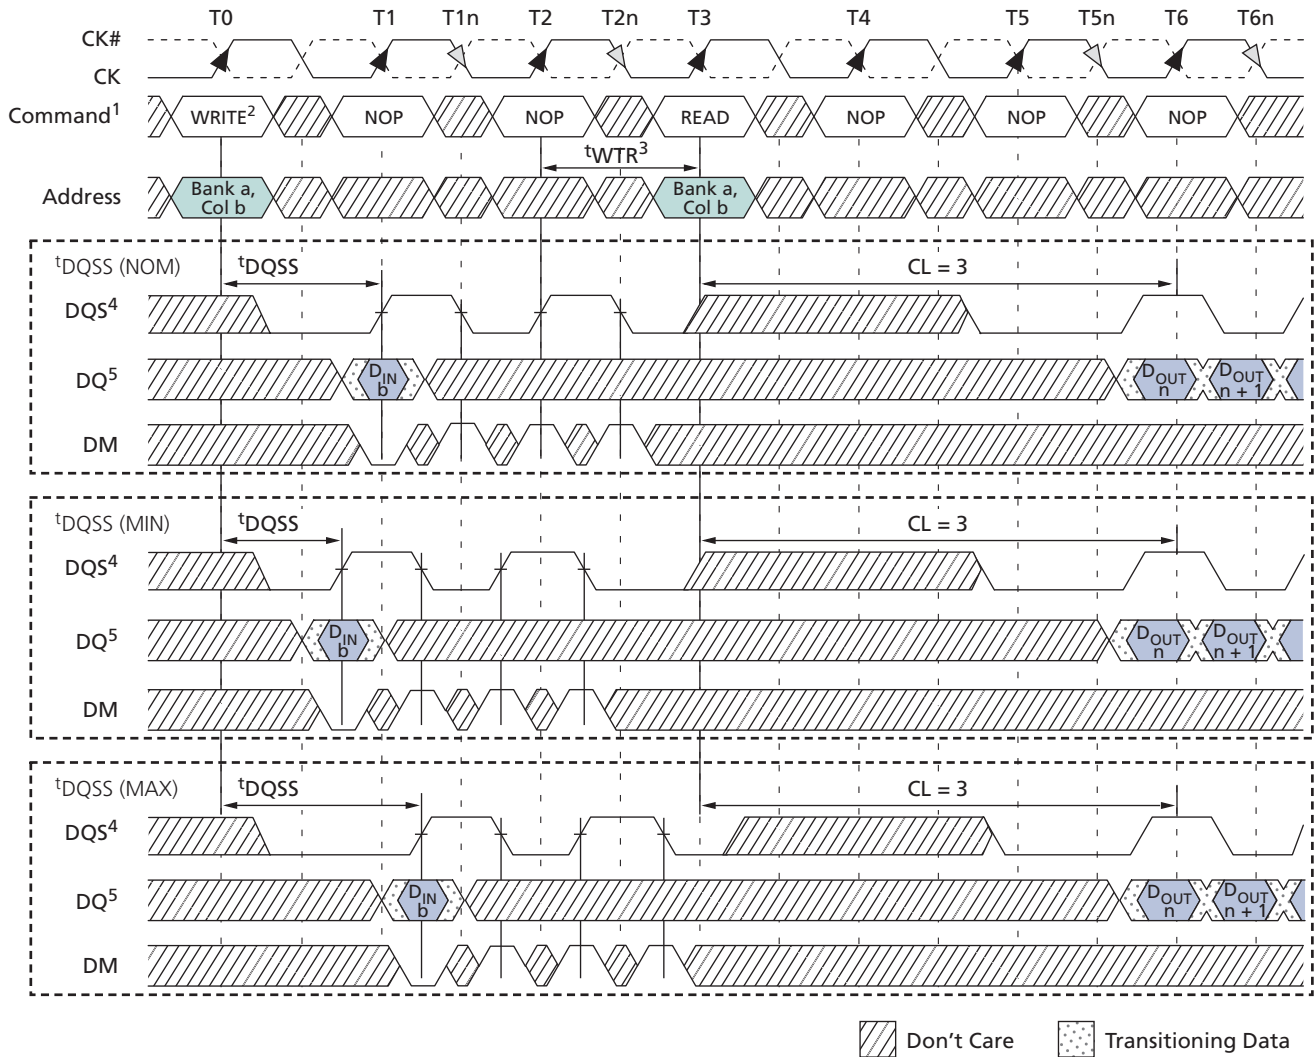 T0 T1 T1n T2 T2n T3 T4 T5 T5n T6 T6n
CK#
CK
Command1 WRITE2 NOP NOP READ NOP NOP NOP
tWTR3
Address Bank a, Col b Bank a, Col b
tDQSS (NOM) tDQSS CL = 3
DQS4
DQ5 DIN b DOUT n DOUT n + 1
DM
tDQSS (MIN) tDQSS CL = 3
DQS4
DQ5 DIN b DOUT n DOUT n + 1
DM
tDQSS (MAX) tDQSS CL = 3
DQS4
DQ5 DIN b DOUT n DOUT n + 1
DM
Don't Care Transitioning Data